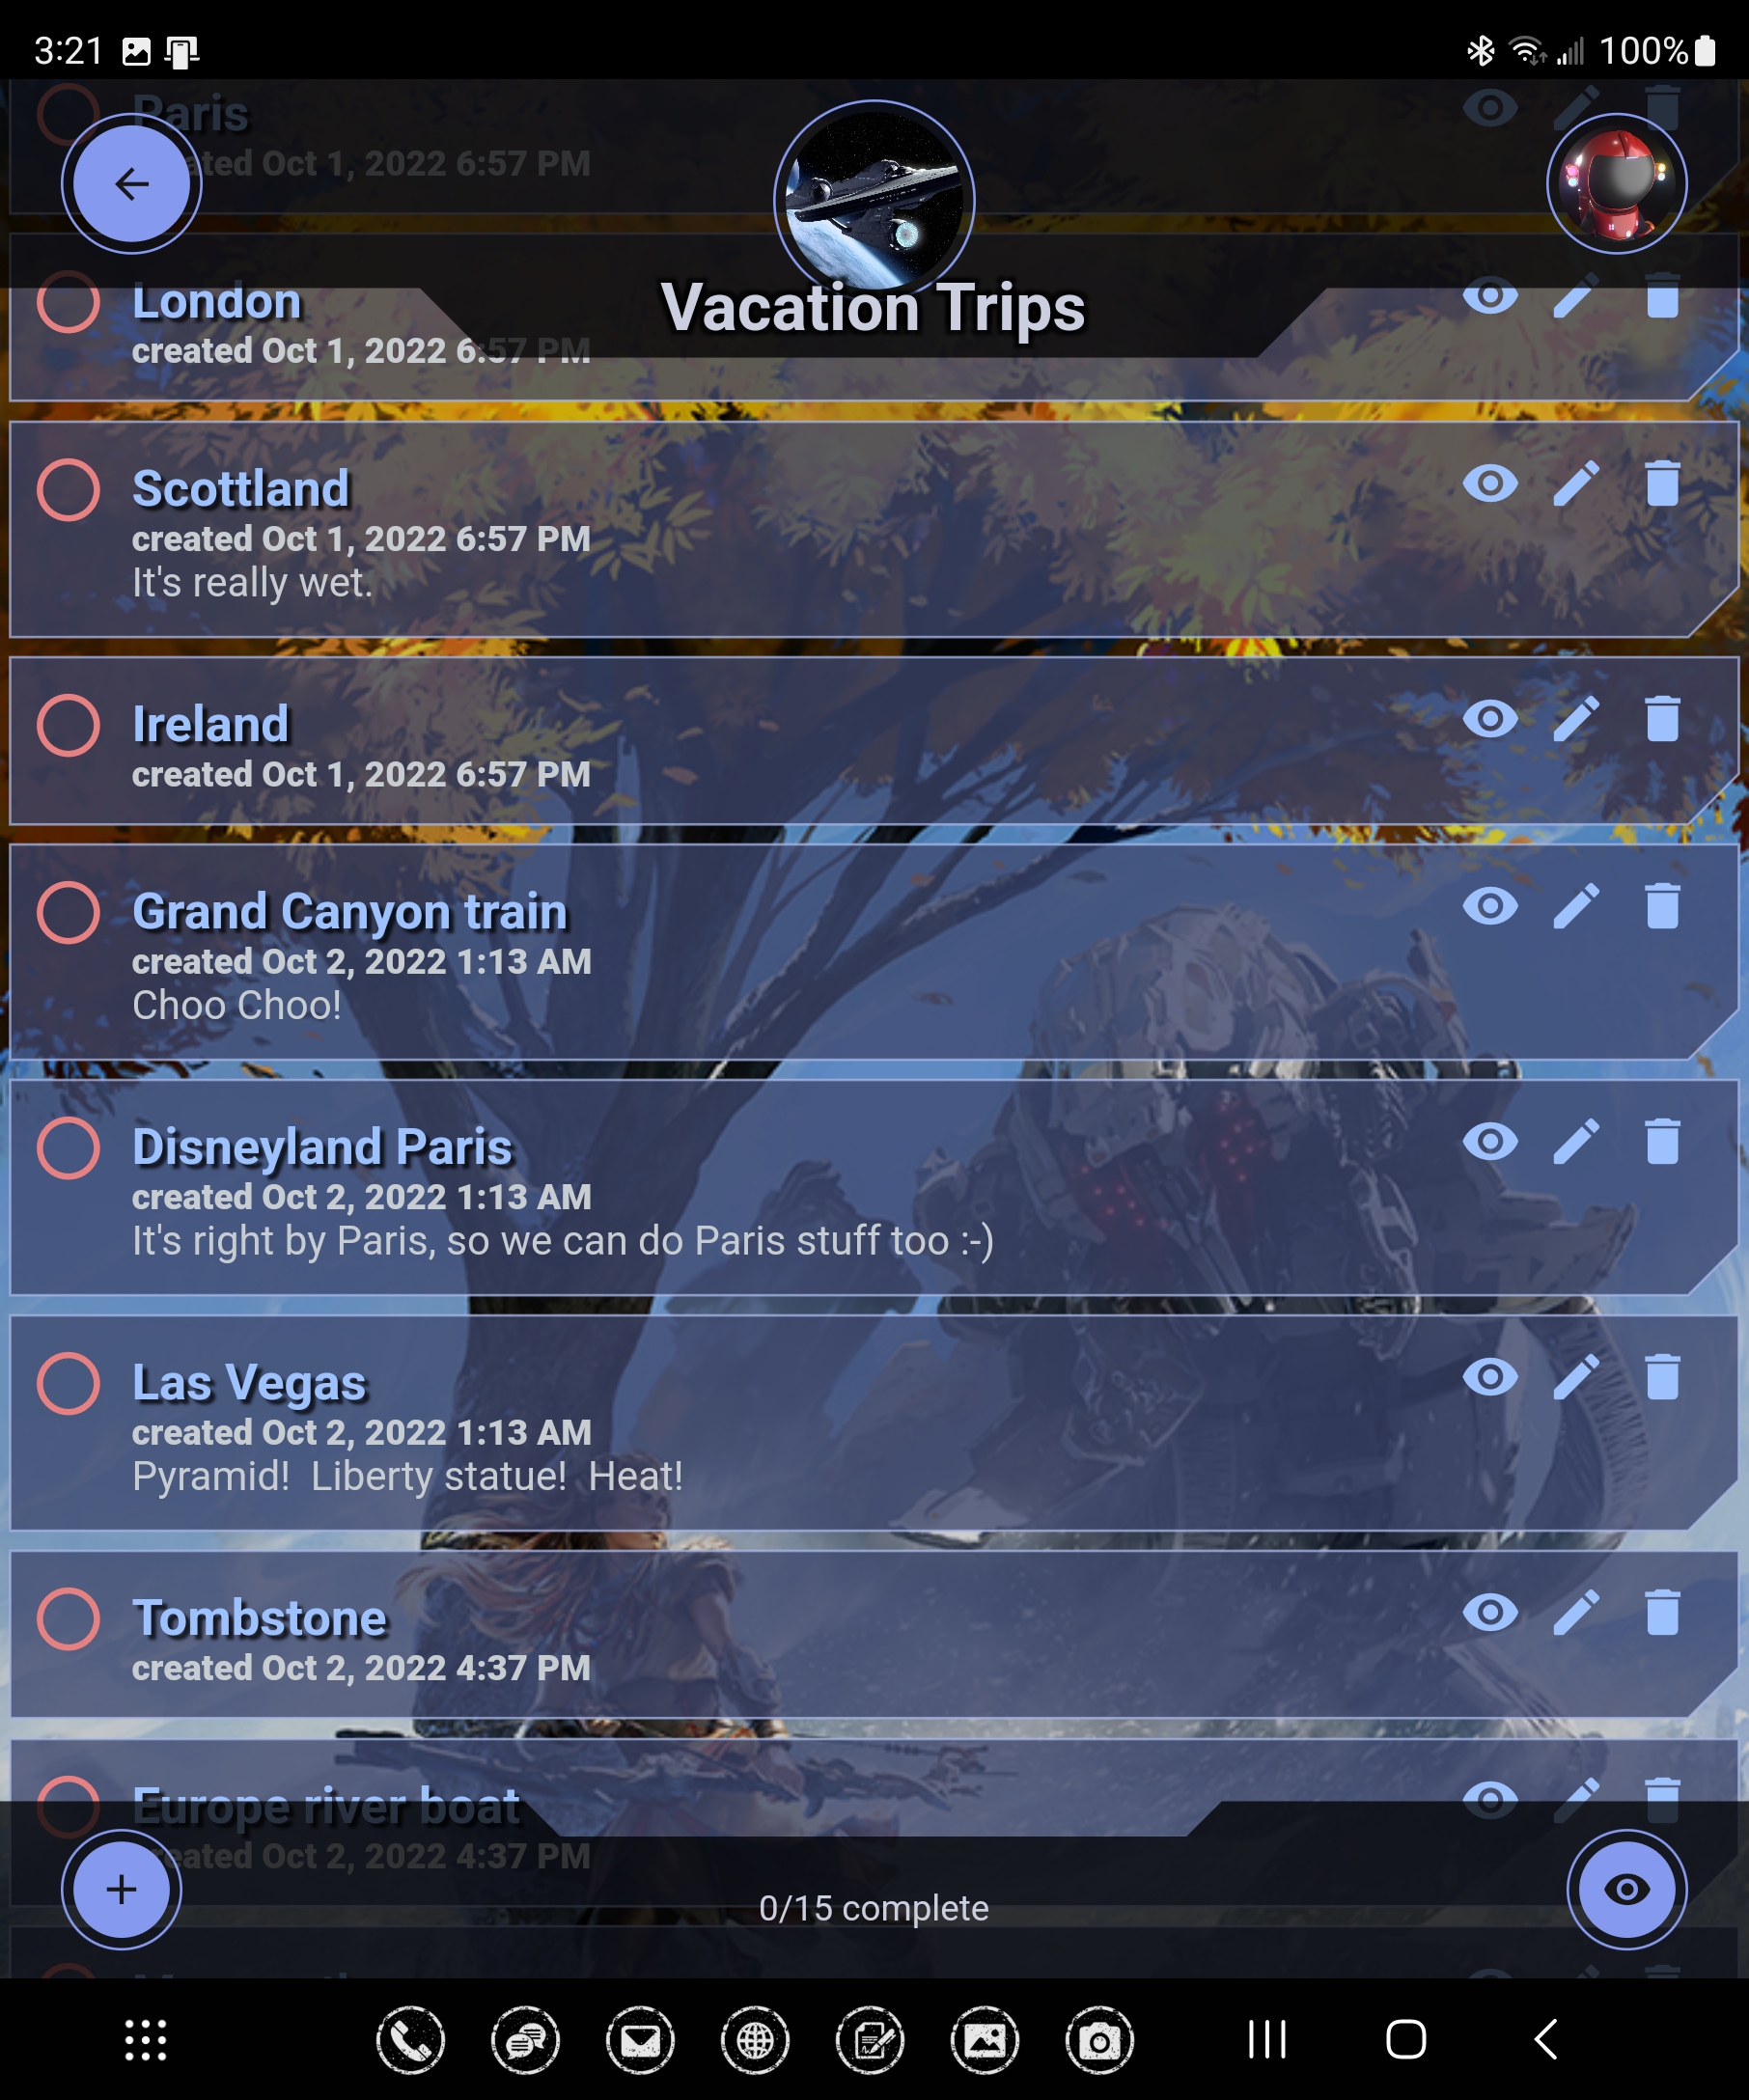 3:21
100%
Paris
created Oct 1, 2022 6:57 PM
Vacation Trips
London
created Oct 1, 2022 6:57 PM
Scottland
created Oct 1, 2022 6:57 PM
It's really wet.
Ireland
created Oct 1, 2022 6:57 PM
Grand Canyon train
created Oct 2, 2022 1:13 AM
Choo Choo!
Disneyland Paris
created Oct 2, 2022 1:13 AM
It's right by Paris, so we can do Paris stuff too :-)
Las Vegas
created Oct 2, 2022 1:13 AM
Pyramid!  Liberty statue!  Heat!
Tombstone
created Oct 2, 2022 4:37 PM
Europe river boat
created Oct 2, 2022 4:37 PM
0/15 complete